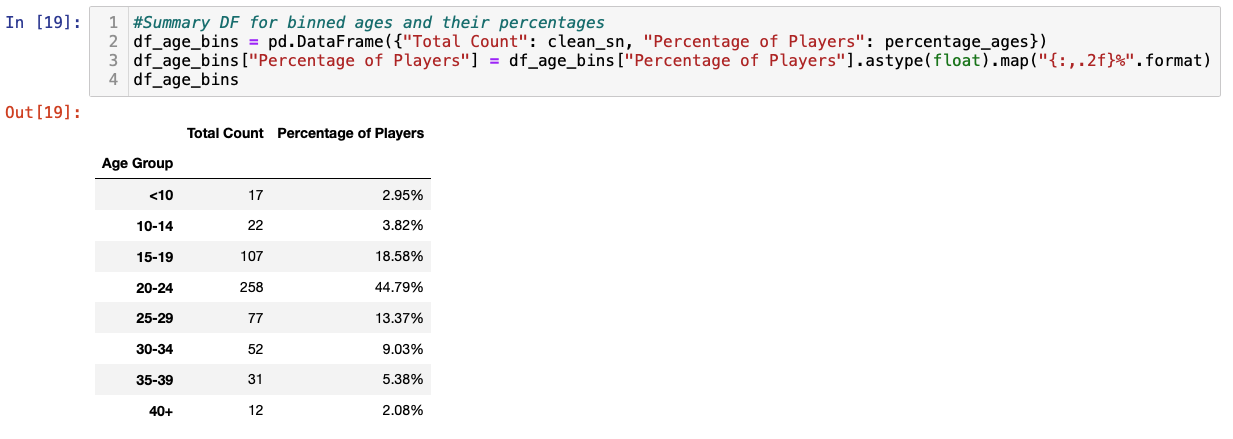 In [19]:
1 #Summary DF for binned ages and their percentages
2 df_age_bins = pd.DataFrame({"Total Count": clean_sn, "Percentage of Players": percentage_ages})
3 df_age_bins["Percentage of Players"] = df_age_bins["Percentage of Players"].astype(float).map("{:,.2f}%".format)
4 df_age_bins
Out[19]:
Total Count Percentage of Players
Age Group
<10 17 2.95%
10-14 22 3.82%
15-19 107 18.58%
20-24 258 44.79%
25-29 77 13.37%
30-34 52 9.03%
35-39 31 5.38%
40+ 12 2.08%